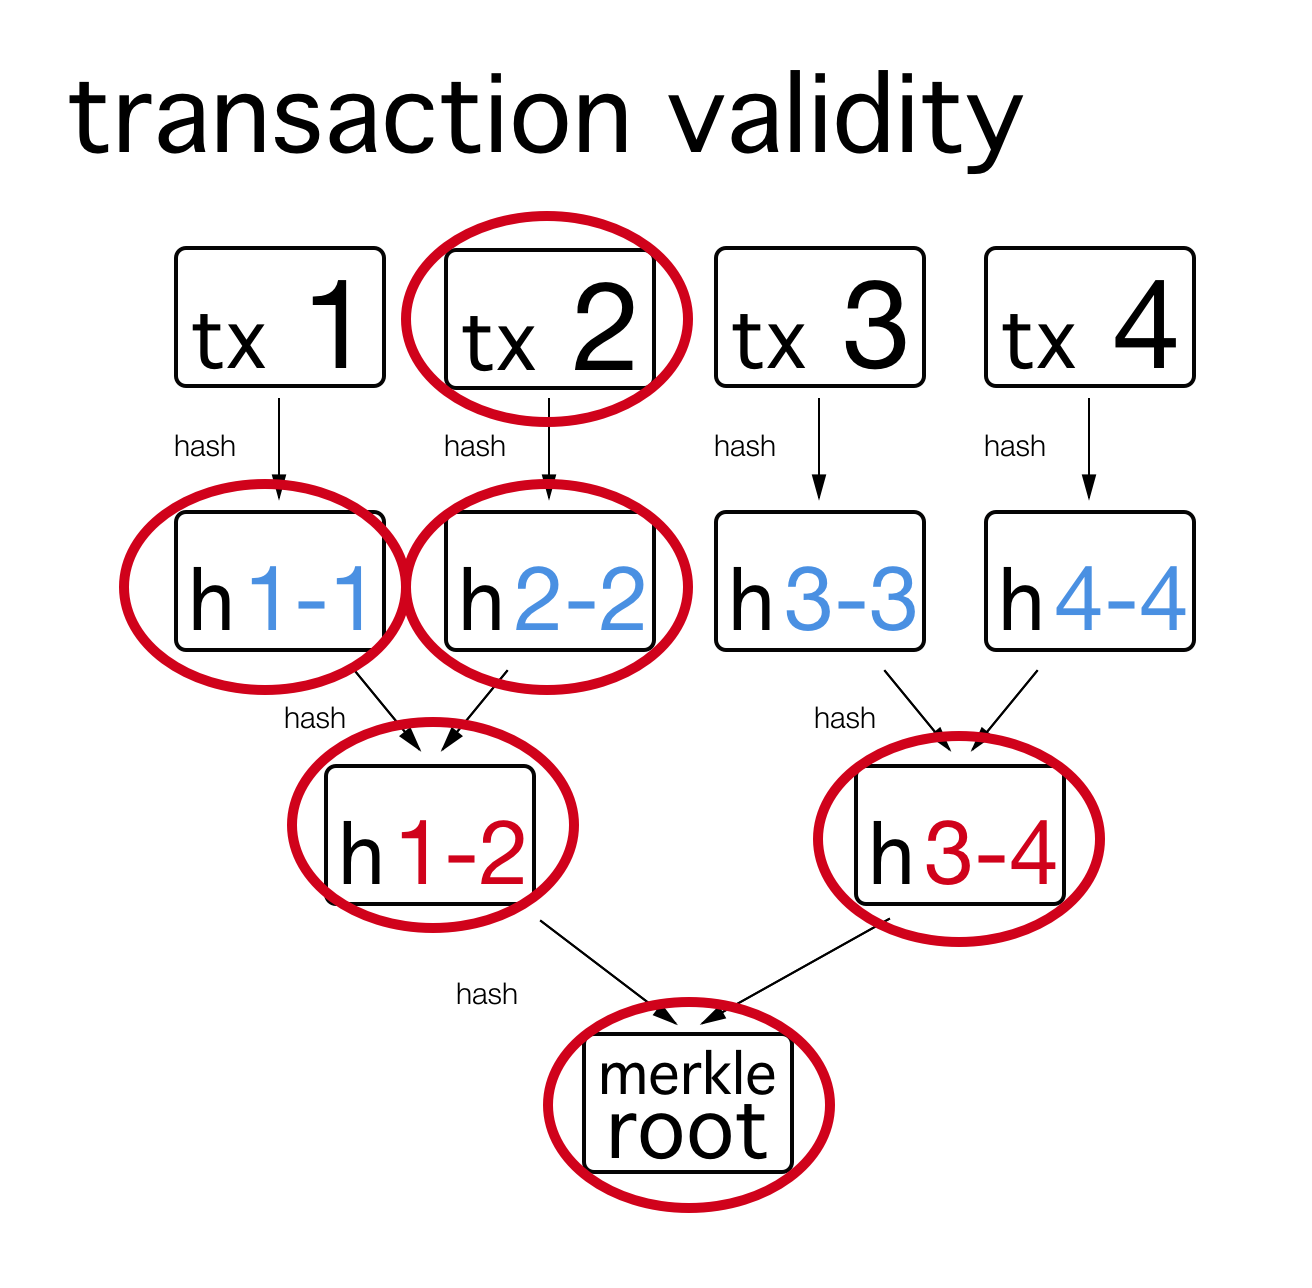 transaction validity
tx 1
tx 2
tx 3
tx 4
hash
hash
hash
hash
h 1-1
h 2-2
h 3-3
h 4-4
hash
hash
h 1-2
h 3-4
hash
merkle
root